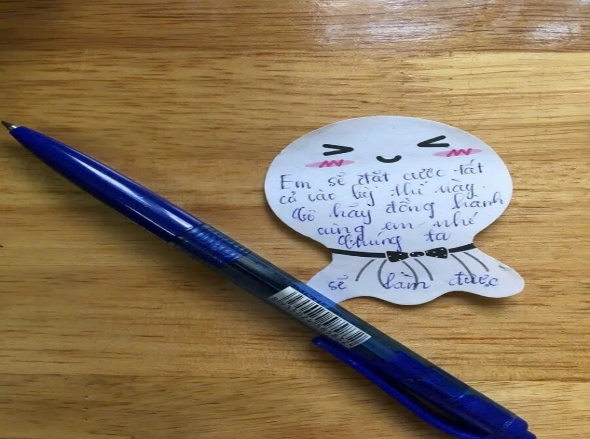 Em sẽ đặt cược tất
cả vào kỳ thi này.
Cô hãy đồng hành
cùng em nhé
Chúng ta
sẽ làm được